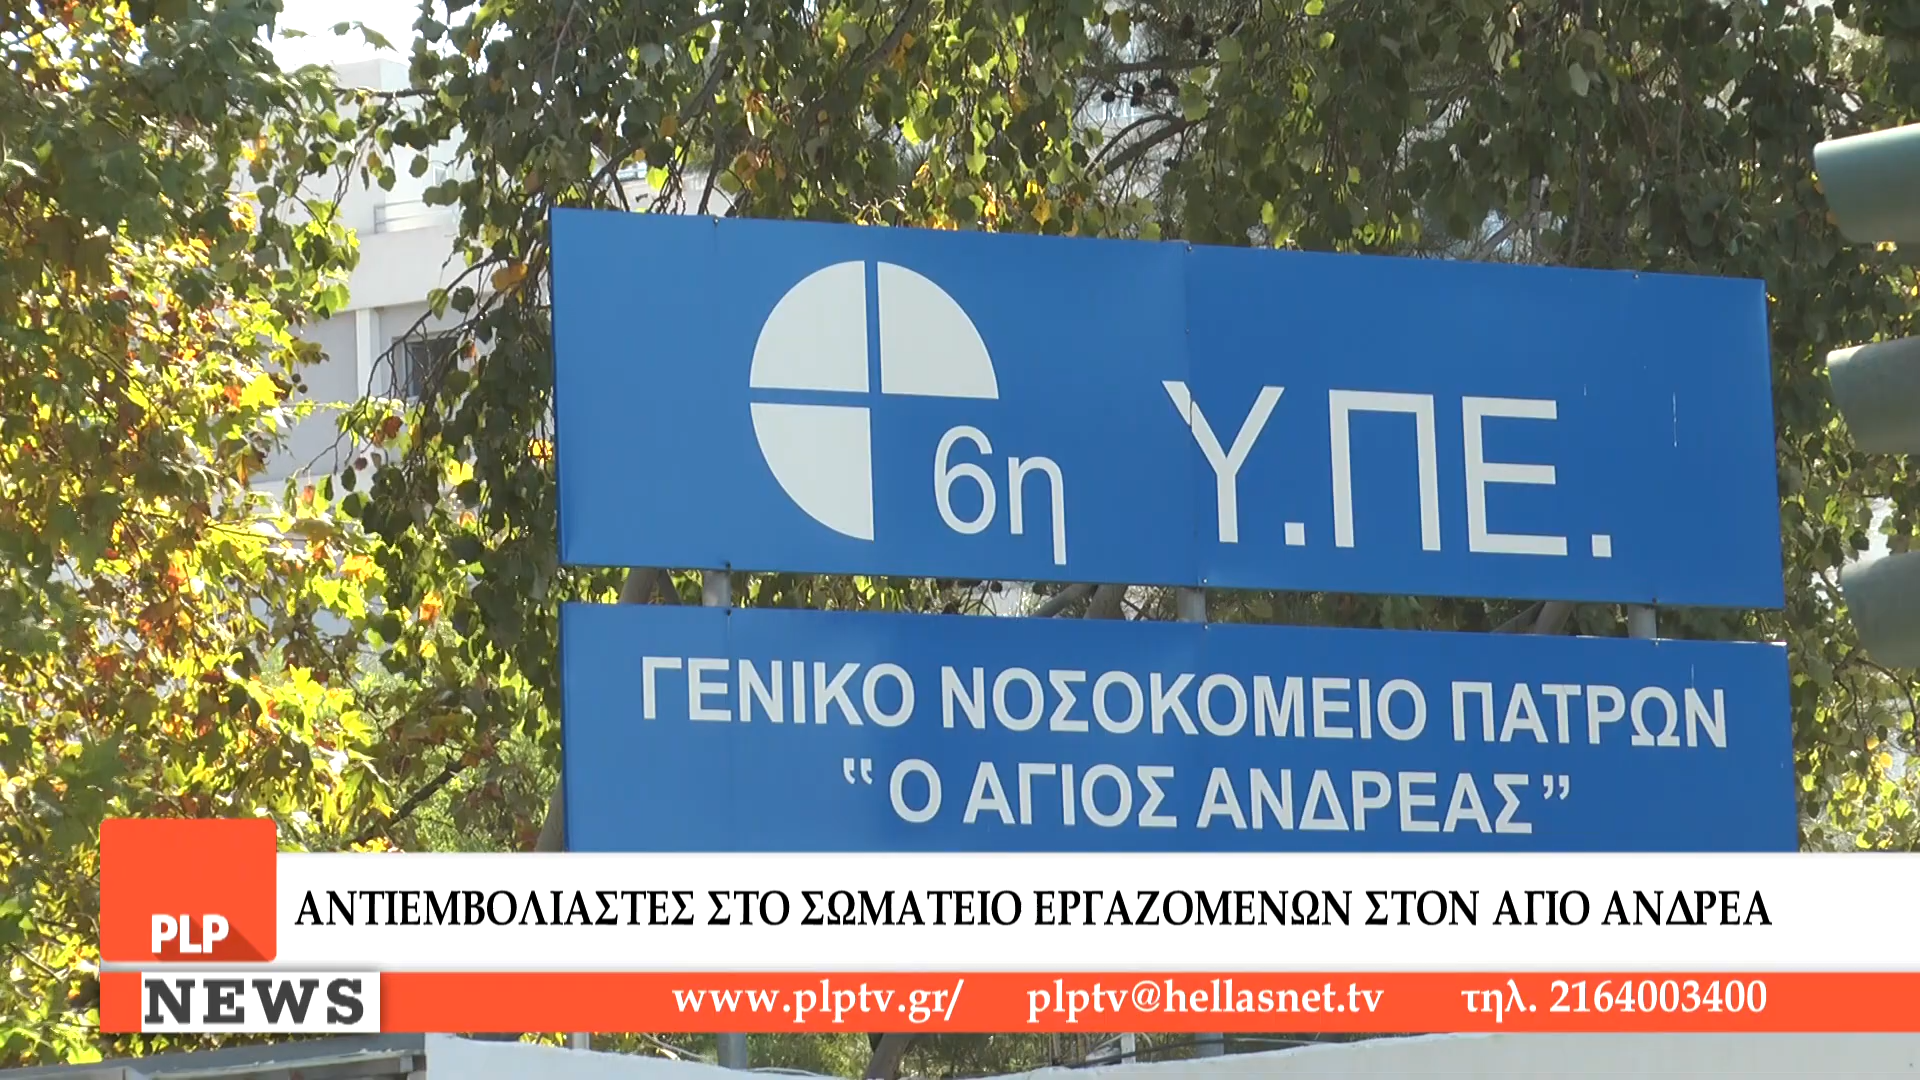 6η Υ.ΠΕ.
ΓΕΝΙΚΟ ΝΟΣΟΚΟΜΕΙΟ ΠΑΤΡΩΝ
“Ο ΑΓΙΟΣ ΑΝΔΡΕΑΣ”
PLP
ΑΝΤΙΕΜΒΟΛΙΑΣΤΕΣ ΣΤΟ ΣΩΜΑΤΕΙΟ ΕΡΓΑΖΟΜΕΝΩΝ ΣΤΟΝ ΑΓΙΟ ΑΝΔΡΕΑ
NEWS
www.plptv.gr/ plptv@hellasnet.tv τηλ. 2164003400